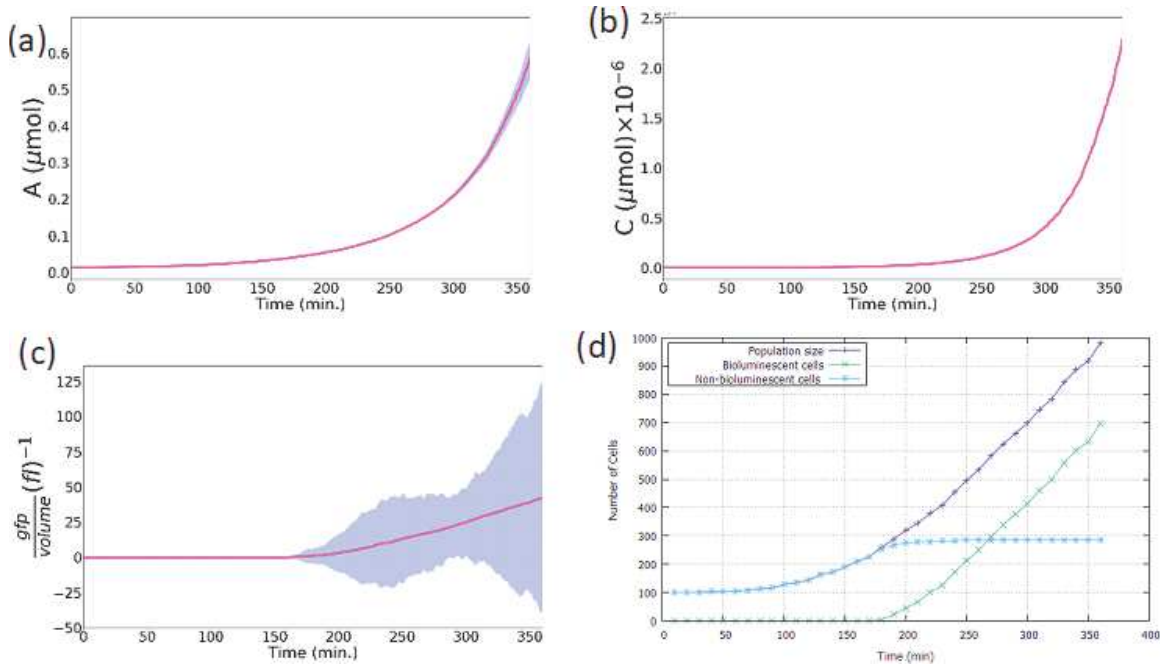 (a)
0.6
0.5
0.4
0.3
0.2
0.1
0.0
A (μmol)
0 50 100 150 200 250 300 350
Time (min.)
(b)
2.5
2.0
1.5
1.0
0.5
0.0
C (μmol)×10⁻⁶
0 50 100 150 200 250 300 350
Time (min.)
(c)
125
100
75
50
25
0
−25
−50
gfp
volume (fl)⁻¹
0 50 100 150 200 250 300 350
Time (min.)
(d)
Population size
Bioluminescent cells
Non-bioluminescent cells
1000
900
800
700
600
500
400
300
200
100
0
Number of Cells
0 50 100 150 200 250 300 350 400
Time (min)